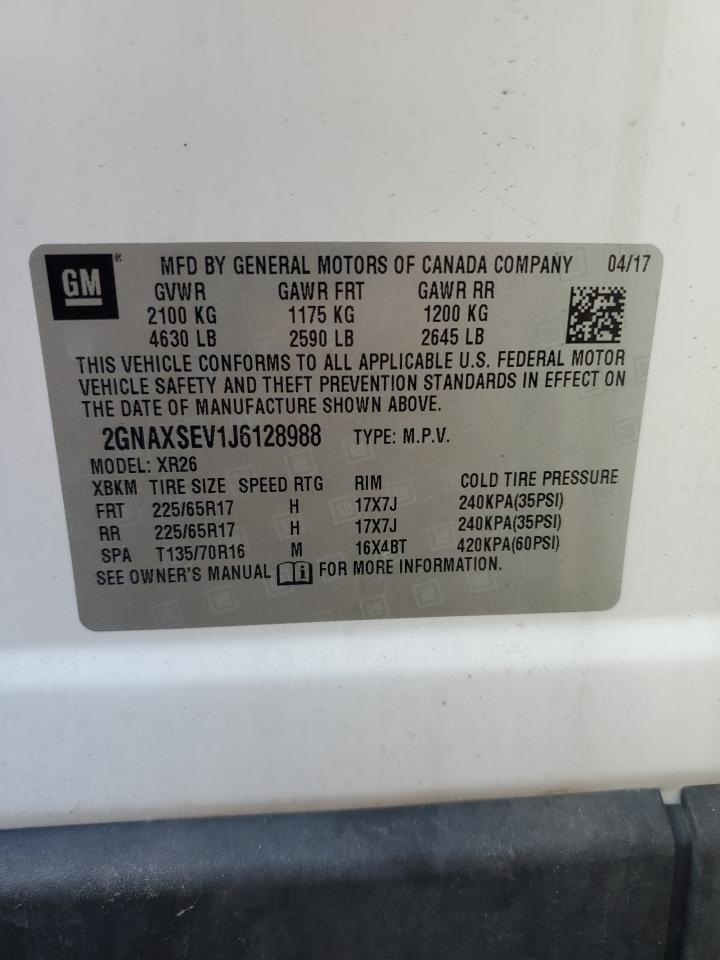 GM ® MFD BY GENERAL MOTORS OF CANADA COMPANY 04/17
GVWR GAWR FRT GAWR RR
2100 KG 1175 KG 1200 KG
4630 LB 2590 LB 2645 LB
THIS VEHICLE CONFORMS TO ALL APPLICABLE U.S. FEDERAL MOTOR
VEHICLE SAFETY AND THEFT PREVENTION STANDARDS IN EFFECT ON
THE DATE OF MANUFACTURE SHOWN ABOVE.
2GNAXSEV1J6128988 TYPE: M.P.V.
MODEL: XR26
XBKM TIRE SIZE SPEED RTG RIM COLD TIRE PRESSURE
FRT 225/65R17 H 17X7J 240KPA(35PSI)
RR 225/65R17 H 17X7J 240KPA(35PSI)
SPA T135/70R16 M 16X4BT 420KPA(60PSI)
SEE OWNER'S MANUAL i FOR MORE INFORMATION.